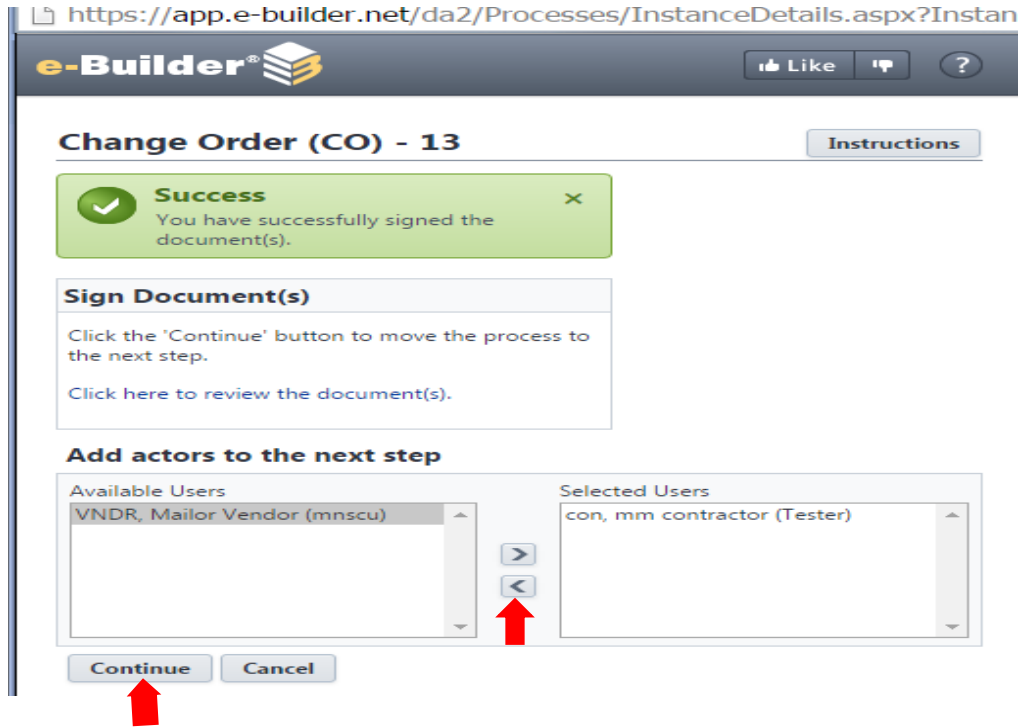 https://app.e-builder.net/da2/Processes/InstanceDetails.aspx?Instan
e-Builder®
Like
?
Change Order (CO) - 13
Instructions
Success
×
You have successfully signed the
document(s).
Sign Document(s)
Click the 'Continue' button to move the process to
the next step.
Click here to review the document(s).
Add actors to the next step
Available Users
Selected Users
VNDR, Mailor Vendor (mnscu)
con, mm contractor (Tester)
>
<
Continue
Cancel